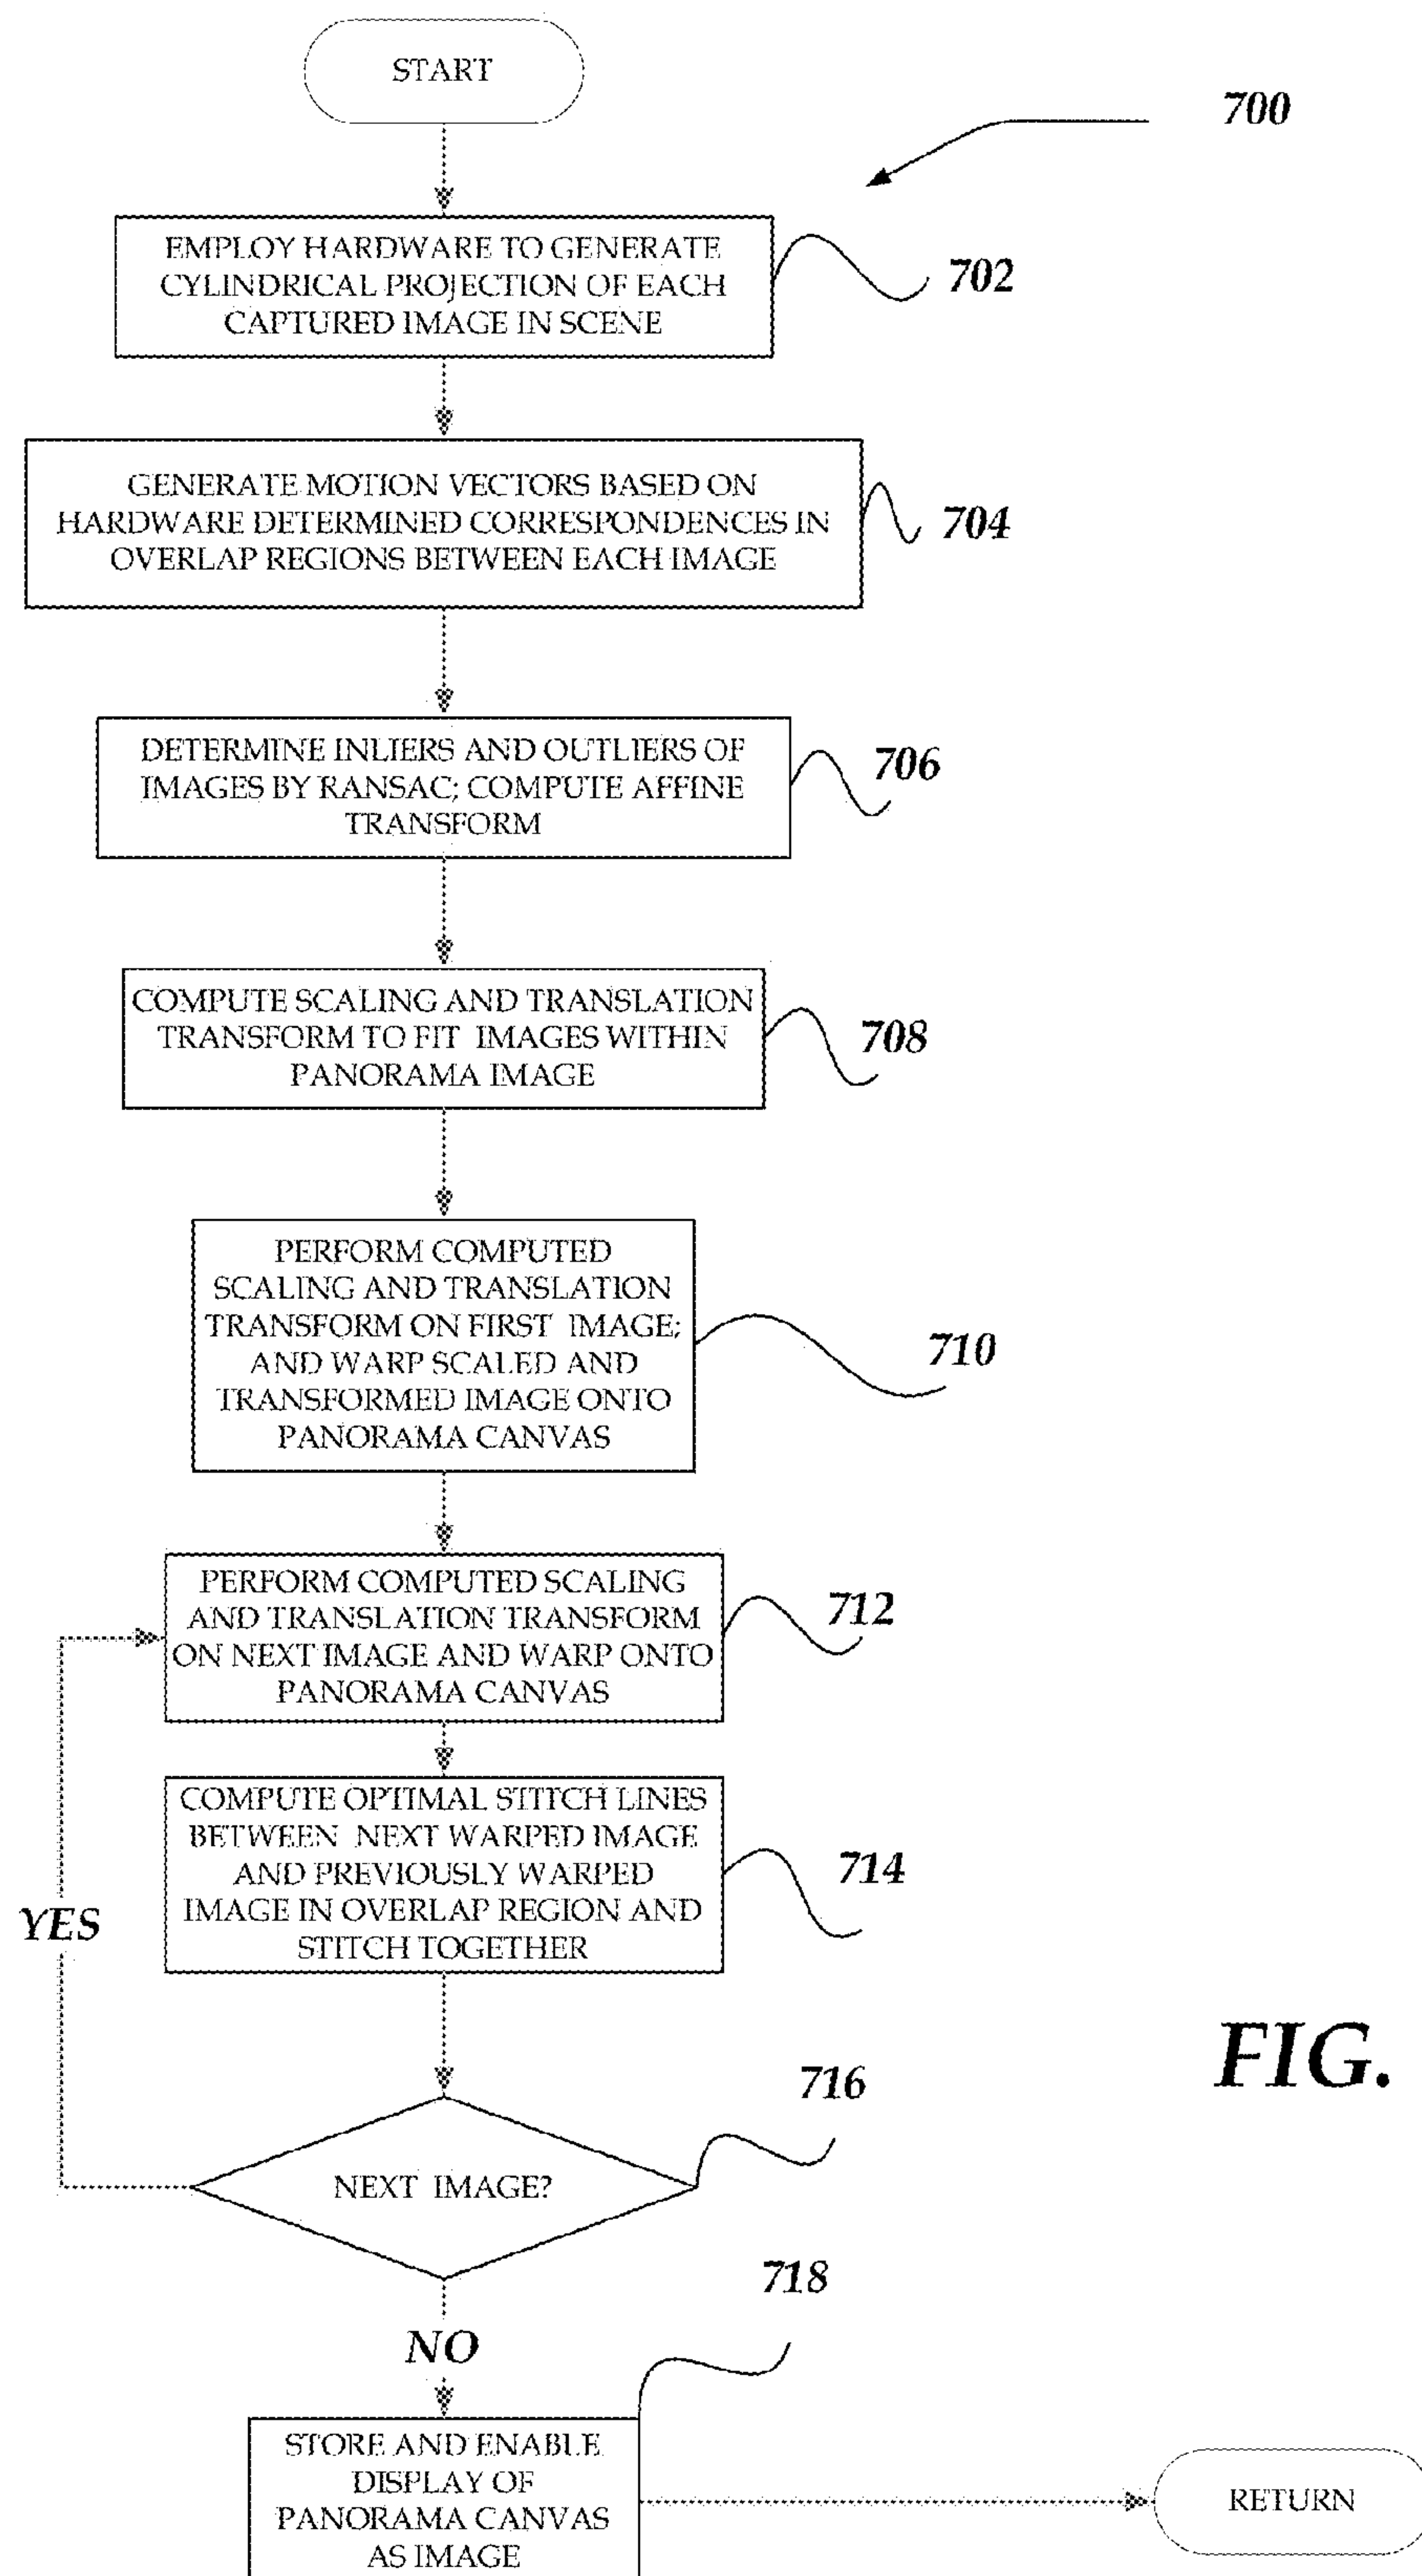 START
700
EMPLOY HARDWARE TO GENERATE
CYLINDRICAL PROJECTION OF EACH
CAPTURED IMAGE IN SCENE
702
GENERATE MOTION VECTORS BASED ON
HARDWARE DETERMINED CORRESPONDENCES IN
OVERLAP REGIONS BETWEEN EACH IMAGE
704
DETERMINE INLIERS AND OUTLIERS OF
IMAGES BY RANSAC; COMPUTE AFFINE
TRANSFORM
706
COMPUTE SCALING AND TRANSLATION
TRANSFORM TO FIT IMAGES WITHIN
PANORAMA IMAGE
708
PERFORM COMPUTED
SCALING AND TRANSLATION
TRANSFORM ON FIRST IMAGE;
AND WARP SCALED AND
TRANSFORMED IMAGE ONTO
PANORAMA CANVAS
710
PERFORM COMPUTED SCALING
AND TRANSLATION TRANSFORM
ON NEXT IMAGE AND WARP ONTO
PANORAMA CANVAS
712
COMPUTE OPTIMAL STITCH LINES
BETWEEN NEXT WARPED IMAGE
AND PREVIOUSLY WARPED
IMAGE IN OVERLAP REGION AND
STITCH TOGETHER
714
YES
FIG.
716
NEXT IMAGE?
718
NO
STORE AND ENABLE
DISPLAY OF
PANORAMA CANVAS
AS IMAGE
RETURN